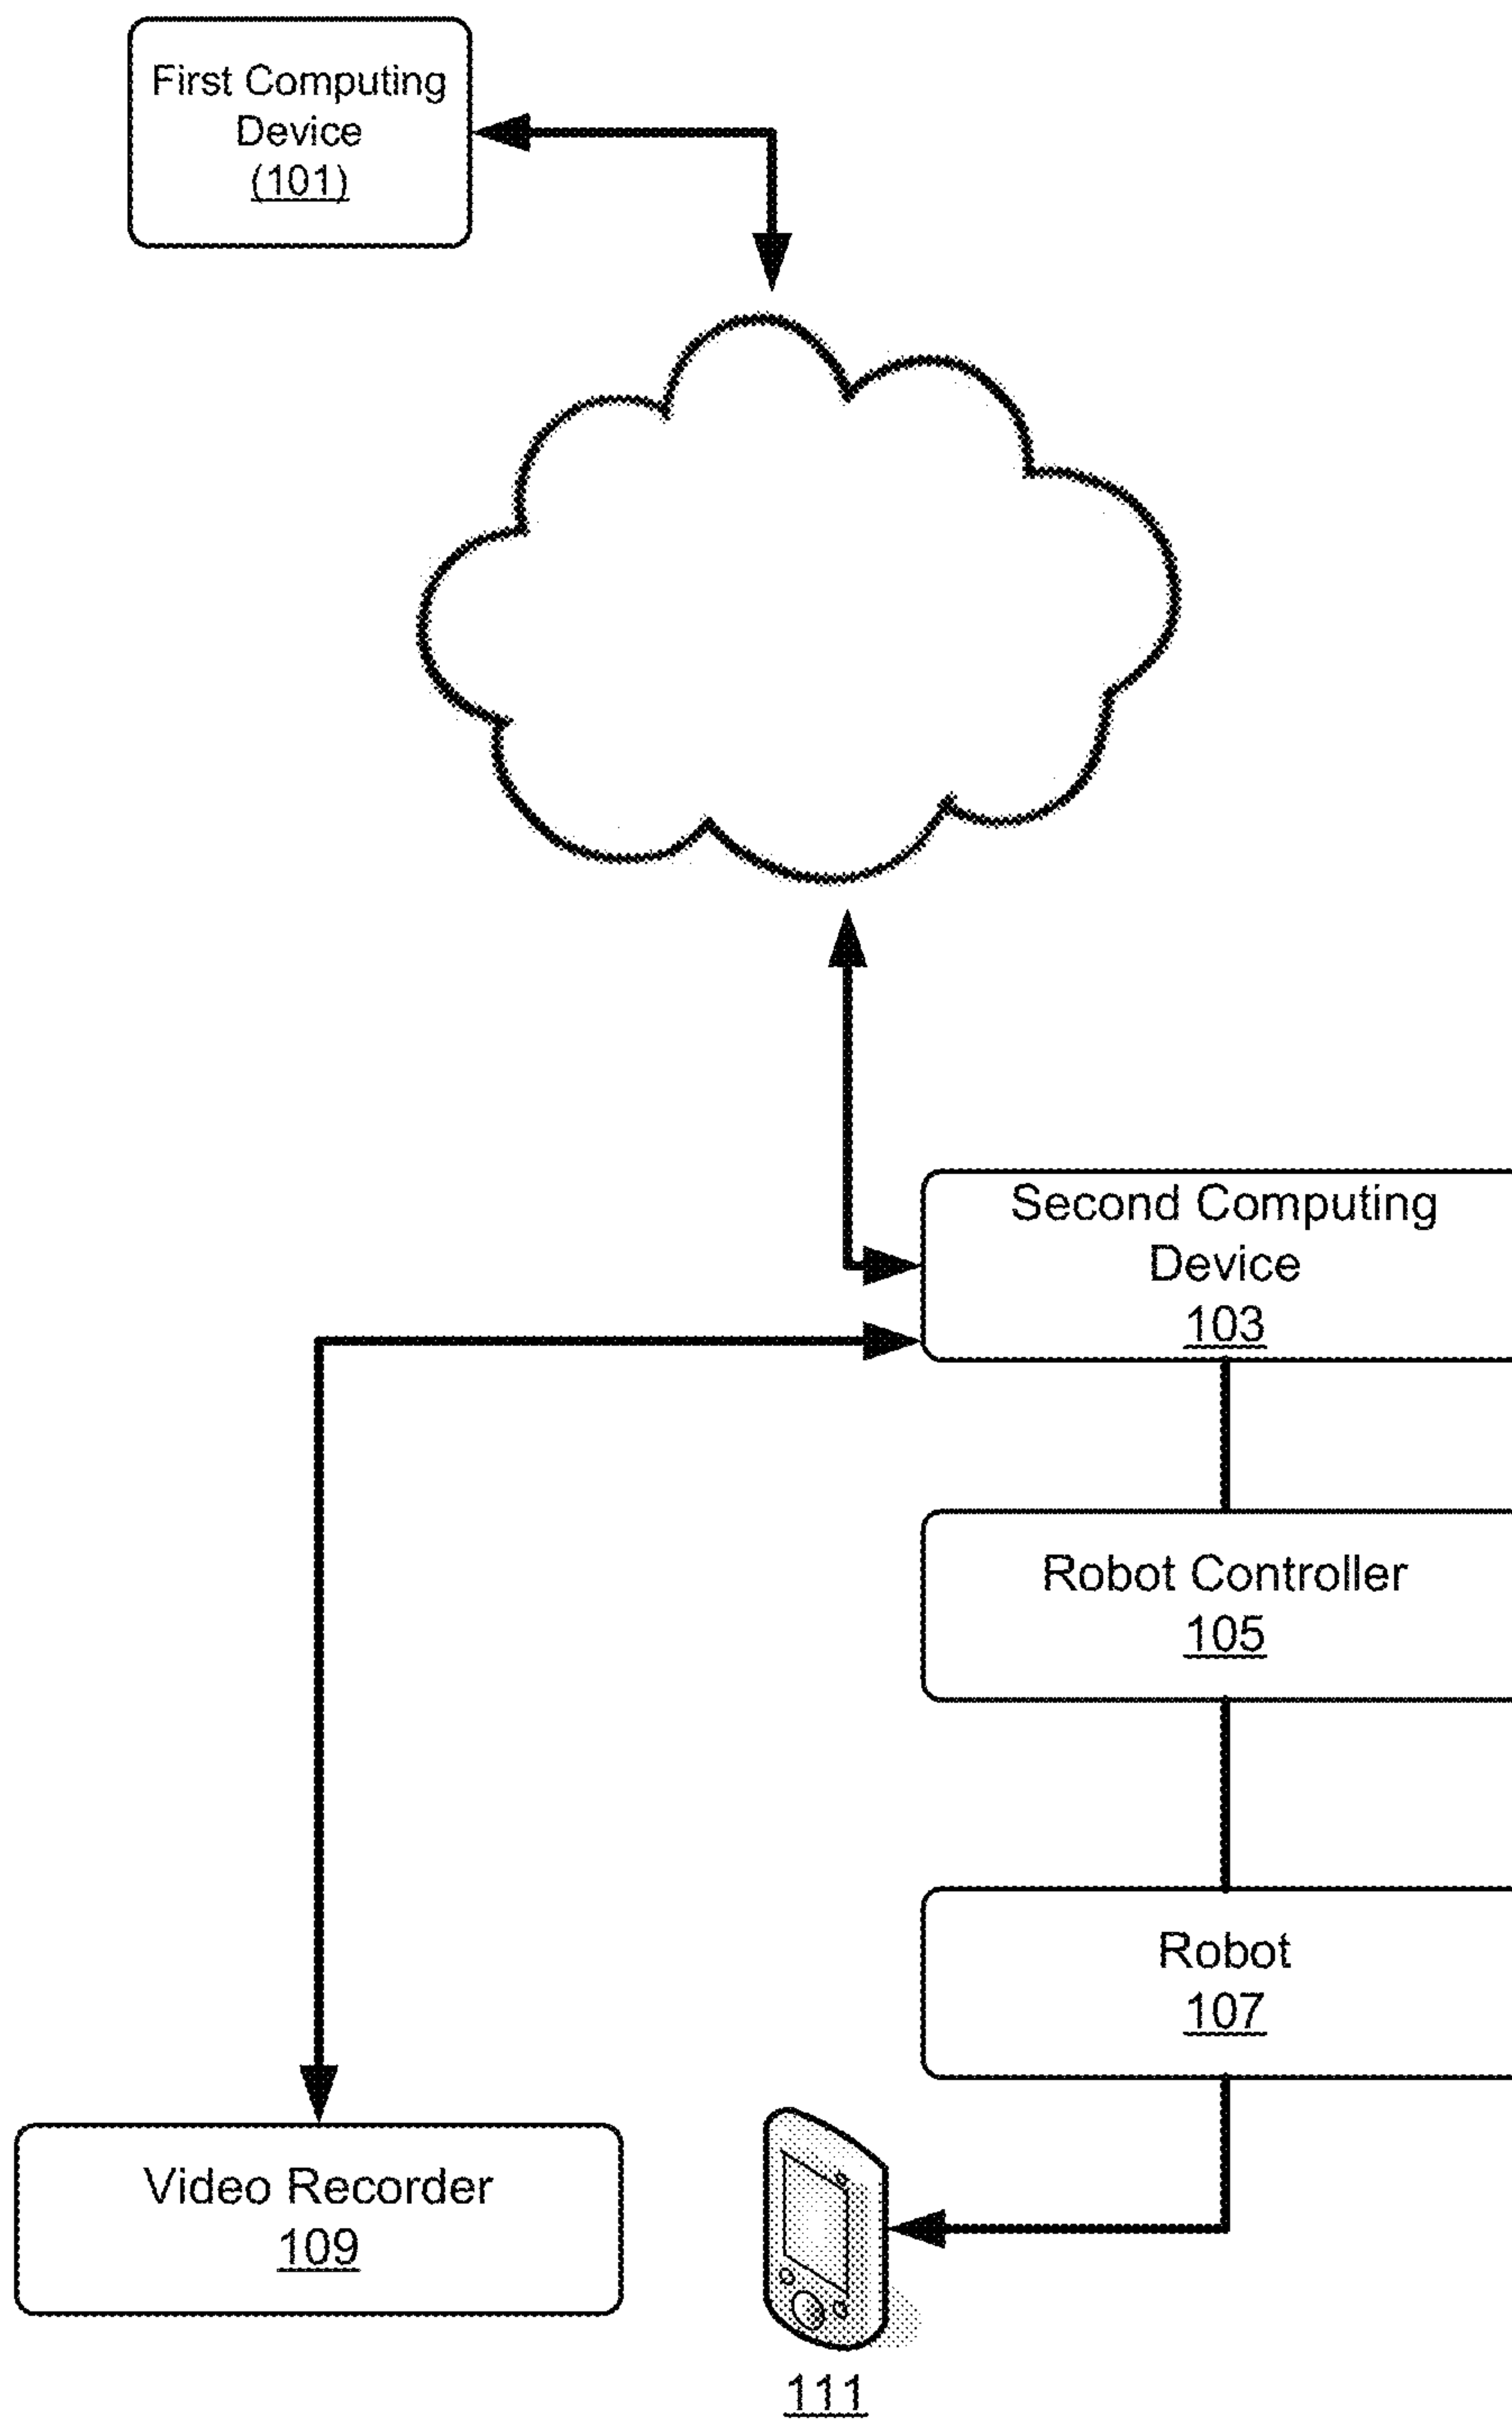 First Computing
Device
(101)
Second Computing
Device
103
Robot Controller
105
Robot
107
Video Recorder
109
111